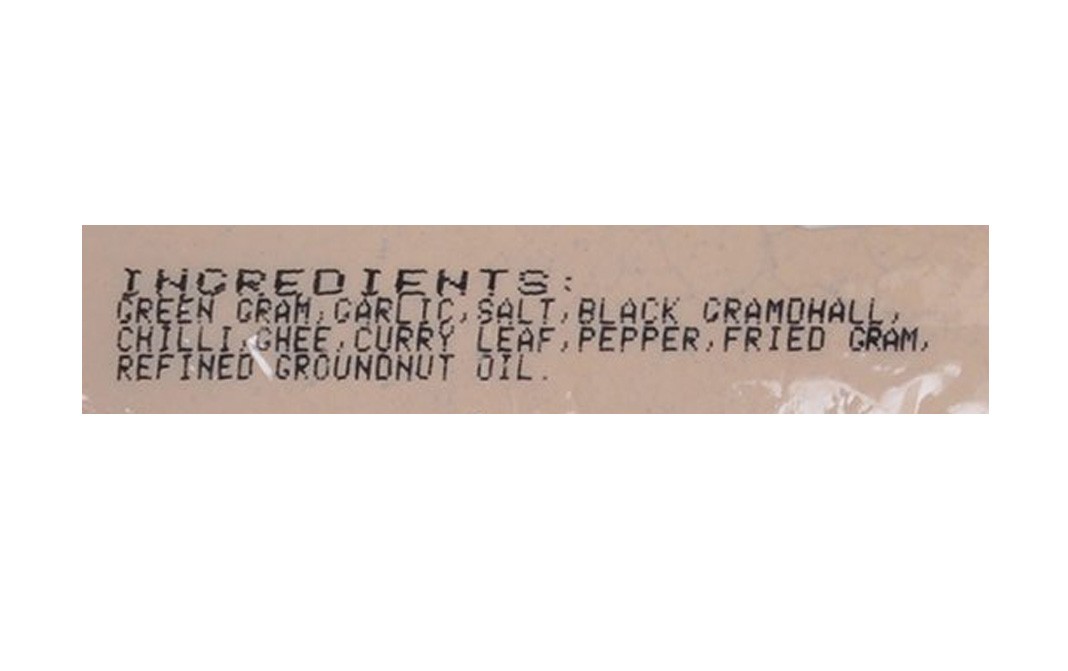 INGREDIENTS:
GREEN GRAM,GARLIC,SALT,BLACK GRAMDHALL,
CHILLI,GHEE,CURRY LEAF,PEPPER,FRIED GRAM,
REFINED GROUNDNUT OIL.